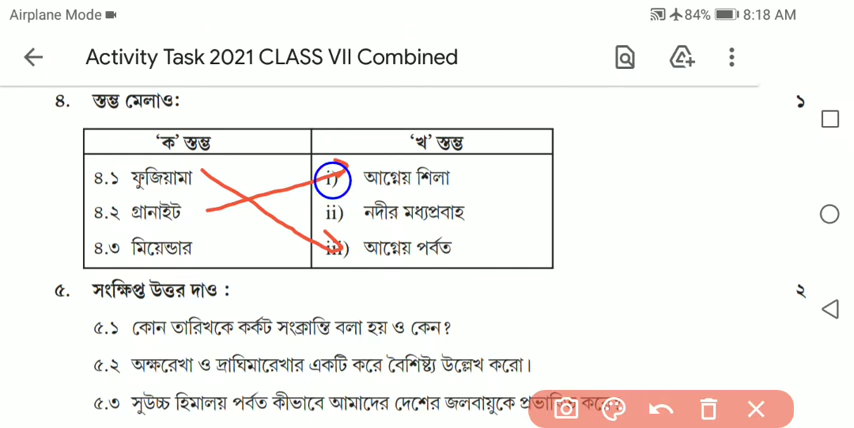 Airplane Mode 84% 8:18 AM
Activity Task 2021 CLASS VII Combined
৪. স্তম্ভ মেলাও: ১
'ক' স্তম্ভ 'খ' স্তম্ভ
৪.১ ফুজিয়ামা i) আগ্নেয় শিলা
৪.২ গ্রানাইট ii) নদীর মধ্যপ্রবাহ
৪.৩ মিয়েন্ডার iii) আগ্নেয় পর্বত
৫. সংক্ষিপ্ত উত্তর দাও : ২
৫.১ কোন তারিখকে কর্কট সংক্রান্তি বলা হয় ও কেন?
৫.২ অক্ষরেখা ও দ্রাঘিমারেখার একটি করে বৈশিষ্ট্য উল্লেখ করো।
৫.৩ সুউচ্চ হিমালয় পর্বত কীভাবে আমাদের দেশের জলবায়ুকে